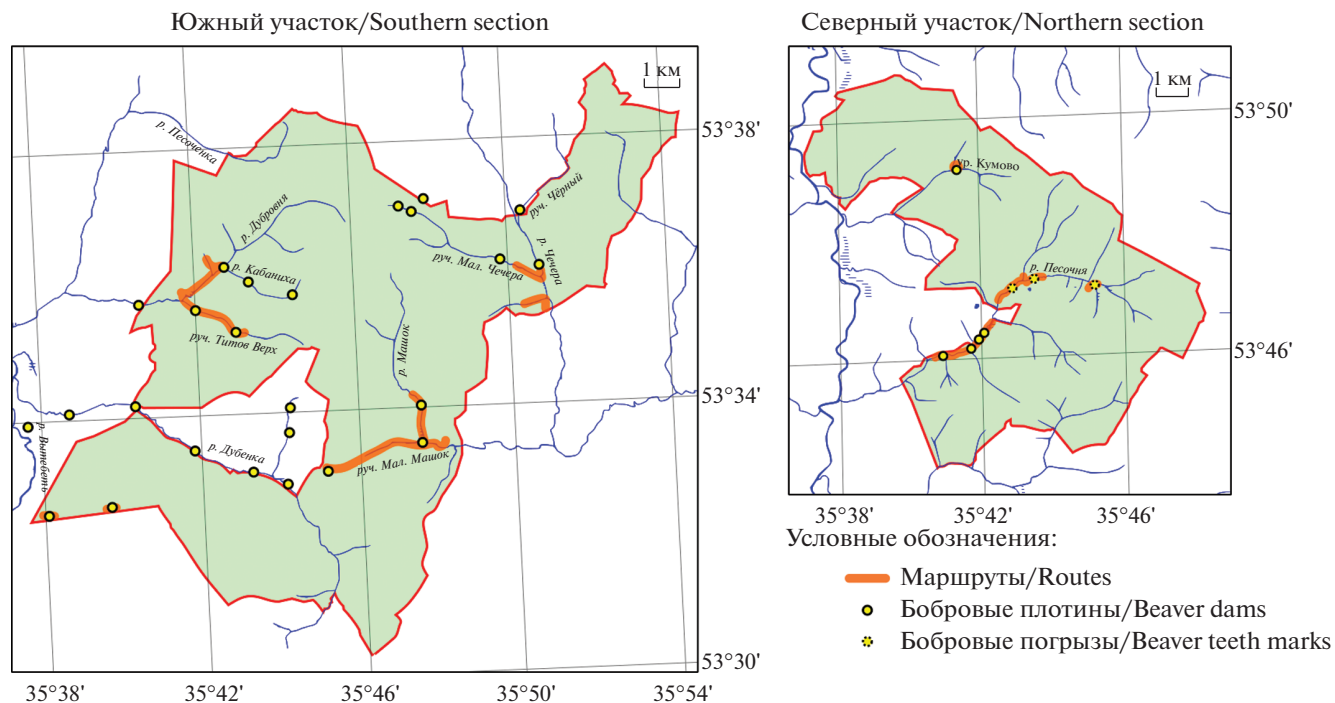 Южный участок/Southern section
1 км
р. Песоченка
53°38'
р. Дубровня
руч. Чёрный
р. Кабаниха
руч. Мал. Чечера
р. Чечера
руч. Титов Верх
р. Машок
53°34'
р. Вытебеть
р. Дубенка
руч. Мал. Машок
53°30'
35°38'
35°42'
35°46'
35°50'
35°54'
Северный участок/Northern section
1 км
53°50'
ур. Кумово
р. Песочня
53°46'
35°38'
35°42'
35°46'
Условные обозначения:
Маршруты/Routes
Бобровые плотины/Beaver dams
Бобровые погрызы/Beaver teeth marks